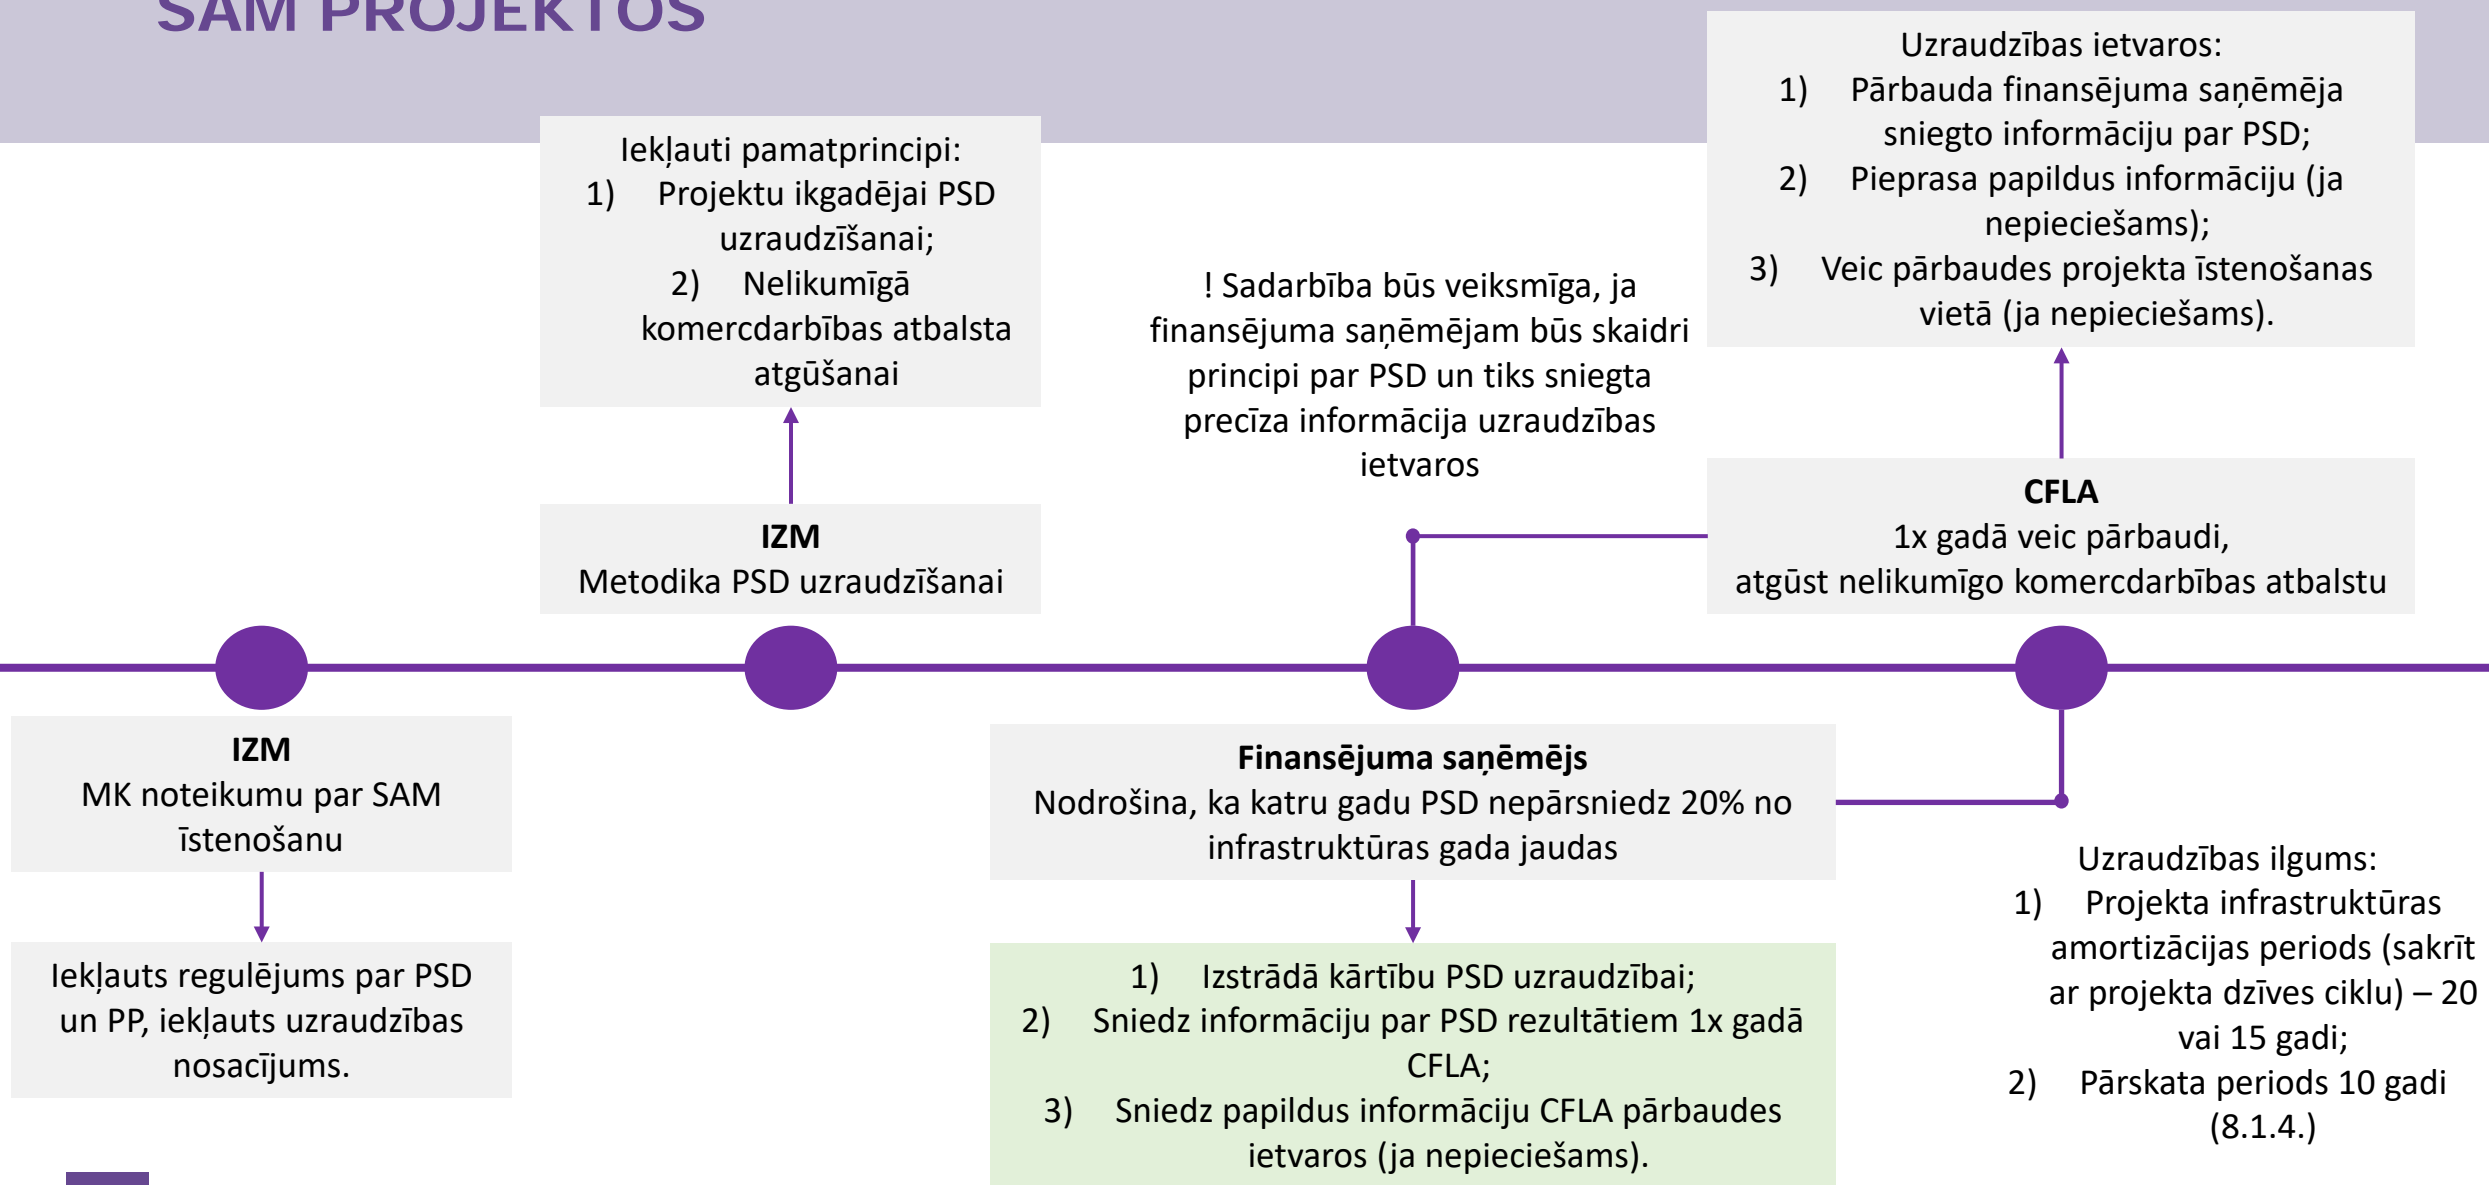 SAM PROJEKTOS
Iekļauti pamatprincipi:
1) Projektu ikgadējai PSD
uzraudzīšanai;
2) Nelikumīgā
komercdarbības atbalsta
atgūšanai
IZM
Metodika PSD uzraudzīšanai
! Sadarbība būs veiksmīga, ja
finansējuma saņēmējam būs skaidri
principi par PSD un tiks sniegta
precīza informācija uzraudzības
ietvaros
Uzraudzības ietvaros:
1) Pārbauda finansējuma saņēmēja
sniegto informāciju par PSD;
2) Pieprasa papildus informāciju (ja
nepieciešams);
3) Veic pārbaudes projekta īstenošanas
vietā (ja nepieciešams).
CFLA
1x gadā veic pārbaudi,
atgūst nelikumīgo komercdarbības atbalstu
IZM
MK noteikumu par SAM
īstenošanu
Iekļauts regulējums par PSD
un PP, iekļauts uzraudzības
nosacījums.
Finansējuma saņēmējs
Nodrošina, ka katru gadu PSD nepārsniedz 20% no
infrastruktūras gada jaudas
1) Izstrādā kārtību PSD uzraudzībai;
2) Sniedz informāciju par PSD rezultātiem 1x gadā
CFLA;
3) Sniedz papildus informāciju CFLA pārbaudes
ietvaros (ja nepieciešams).
Uzraudzības ilgums:
1) Projekta infrastruktūras
amortizācijas periods (sakrīt
ar projekta dzīves ciklu) – 20
vai 15 gadi;
2) Pārskata periods 10 gadi
(8.1.4.)